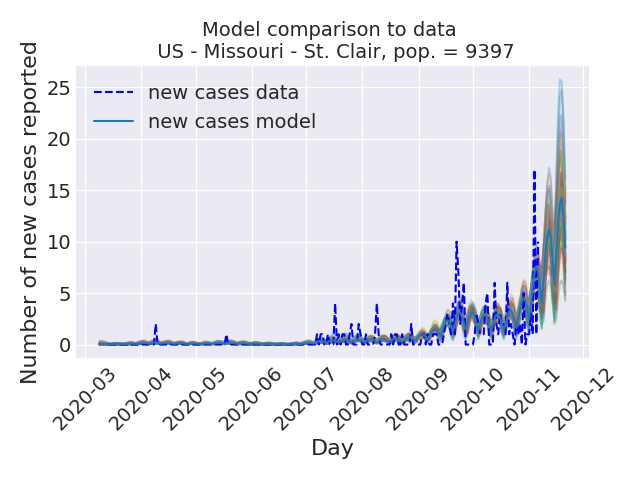 Model comparison to data
US - Missouri - St. Clair, pop. = 9397
Number of new cases reported
25
20
15
10
5
0
new cases data
new cases model
2020-03
2020-04
2020-05
2020-06
2020-07
2020-08
2020-09
2020-10
2020-11
2020-12
Day